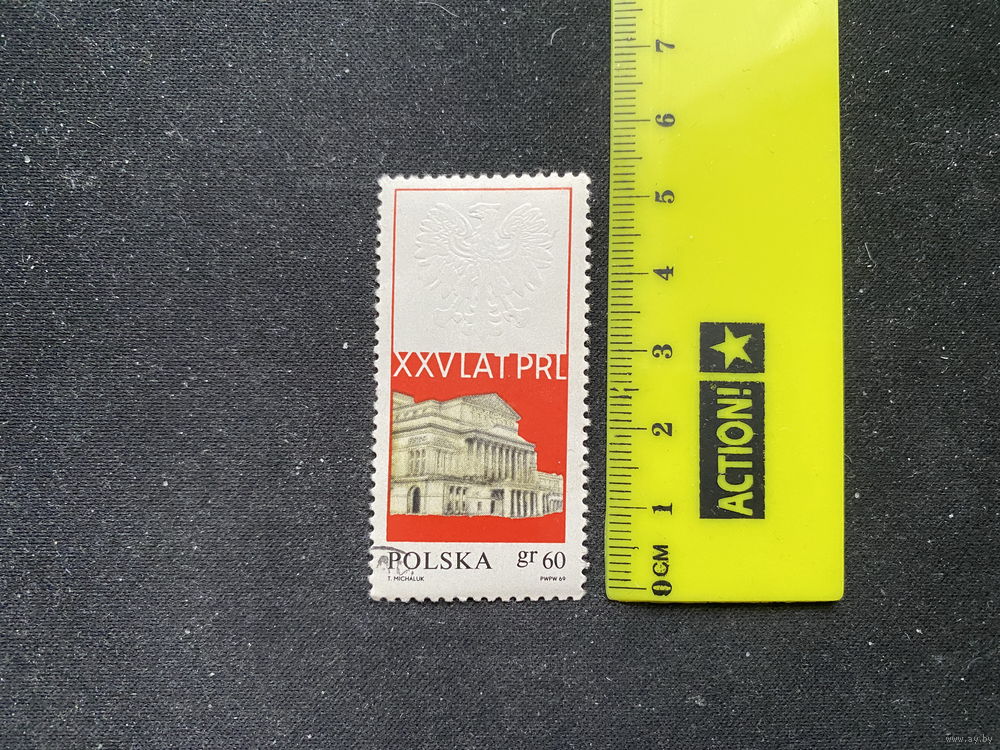 XXV LAT PRL
POLSKA gr 60
T. MICHALUK PWPW 69
7
6
5
4
3
2
1
0 CM
ACTION!
www.ay.by